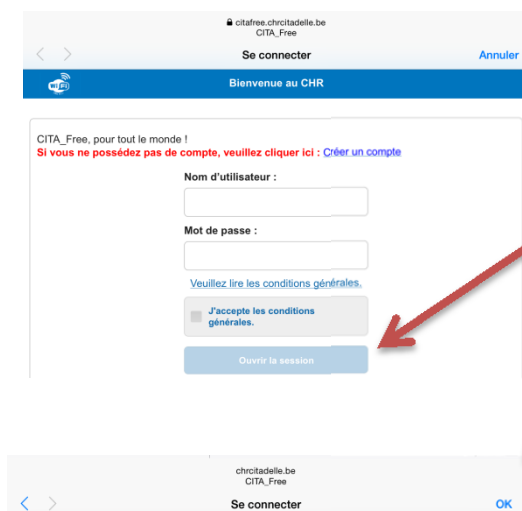 citafree.chrcitadelle.be
CITA_Free
Se connecter
Annuler
WiFi
Bienvenue au CHR
CITA_Free, pour tout le monde !
Si vous ne possédez pas de compte, veuillez cliquer ici : Créer un compte
Nom d'utilisateur :
Mot de passe :
Veuillez lire les conditions générales.
J'accepte les conditions
générales.
Ouvrir la session
chrcitadelle.be
CITA_Free
Se connecter
OK